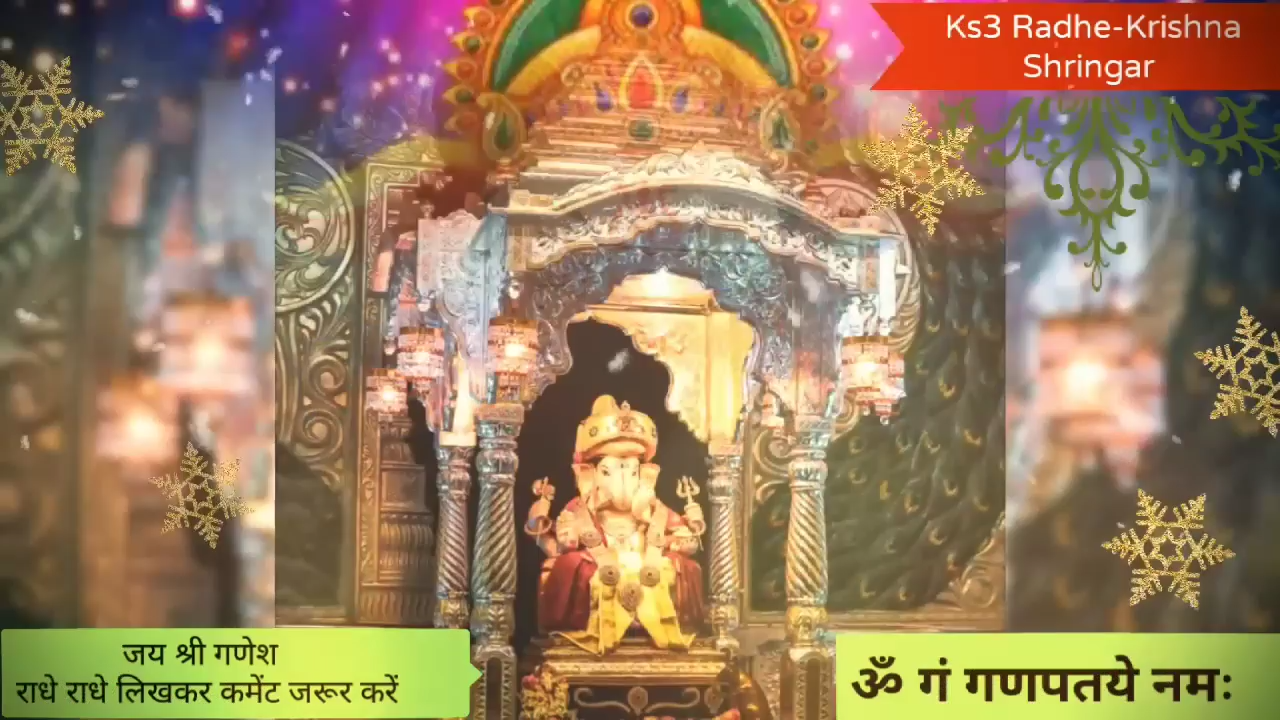 Ks3 Radhe-Krishna
Shringar
जय श्री गणेश
राधे राधे लिखकर कमेंट जरूर करें
ॐ गं गणपतये नमः